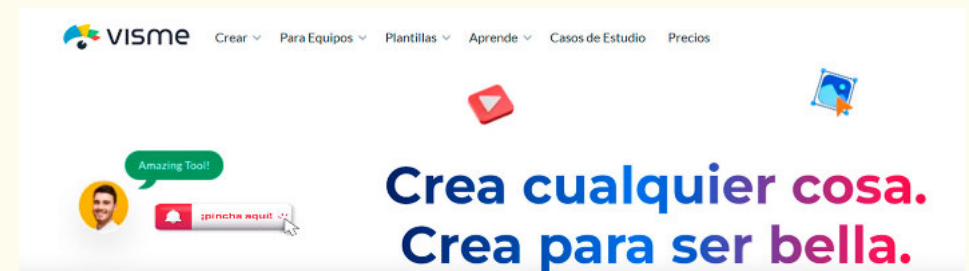 visme Crear Para Equipos Plantillas Aprende Casos de Estudio Precios
Amazing Tool!
¡pincha aquí!
Crea cualquier cosa.
Crea para ser bella.